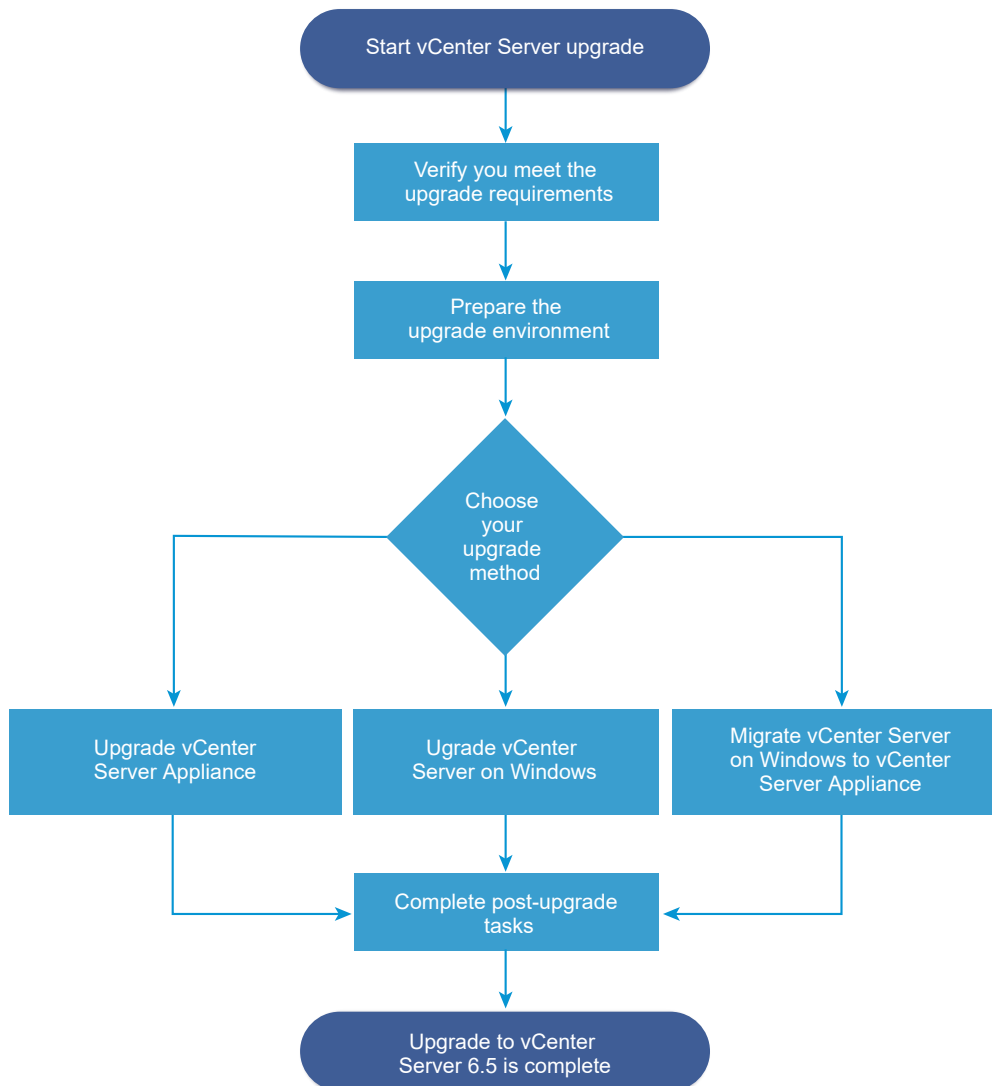 Start vCenter Server upgrade
Verify you meet the
upgrade requirements
Prepare the
upgrade environment
Choose
your
upgrade
method
Upgrade vCenter
Server Appliance
Ugrade vCenter
Server on Windows
Migrate vCenter Server
on Windows to vCenter
Server Appliance
Complete post-upgrade
tasks
Upgrade to vCenter
Server 6.5 is complete